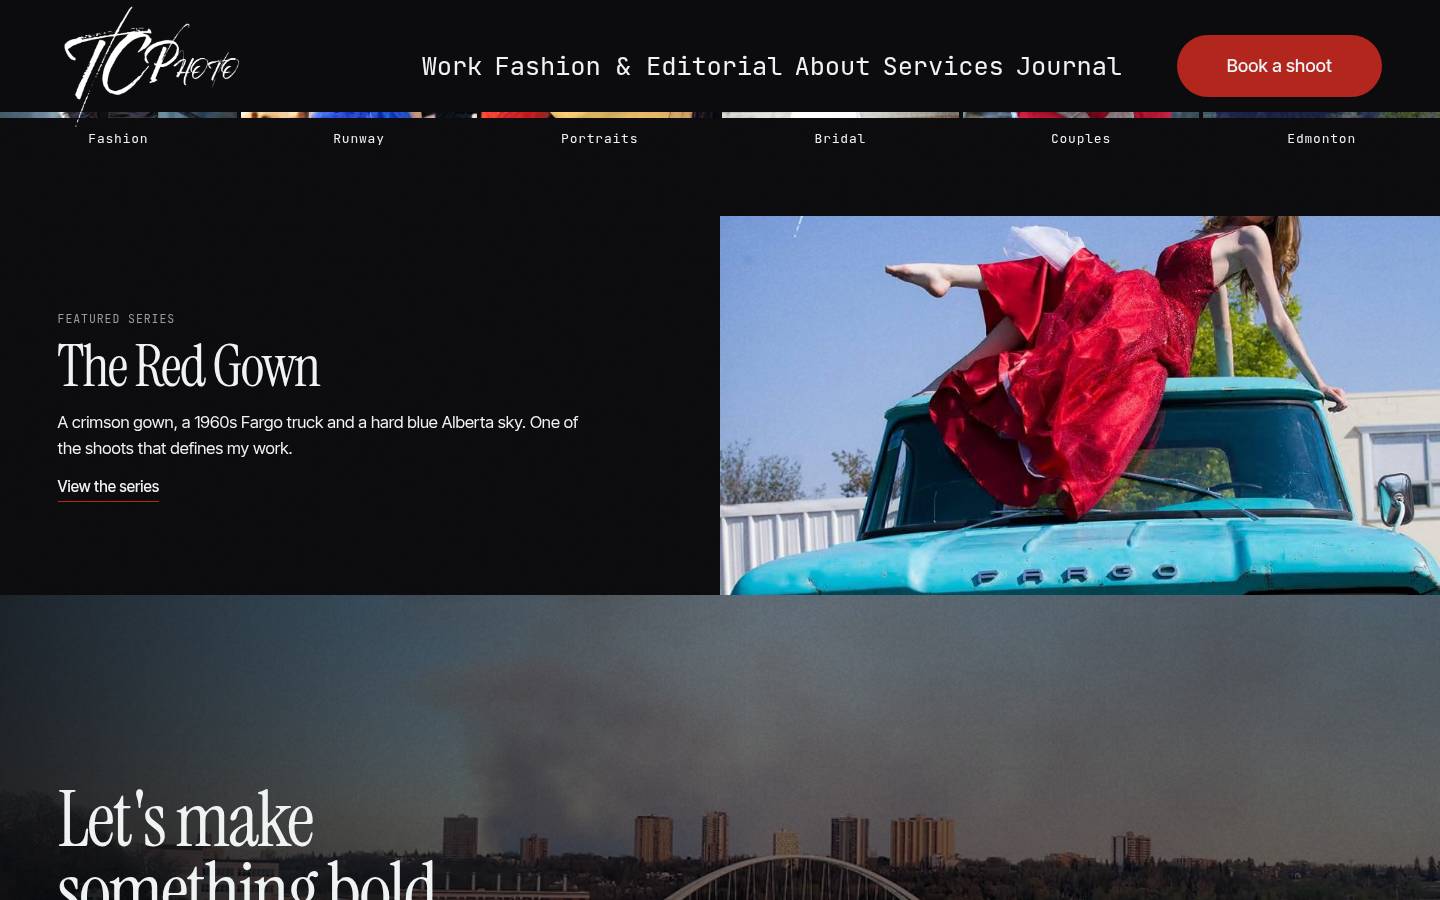 TCPHOTO
Work Fashion & Editorial About Services Journal
Book a shoot
Fashion Runway Portraits Bridal Couples Edmonton
FEATURED SERIES
The Red Gown
A crimson gown, a 1960s Fargo truck and a hard blue Alberta sky. One of
the shoots that defines my work.
View the series
FARGO
Let's make
something bold